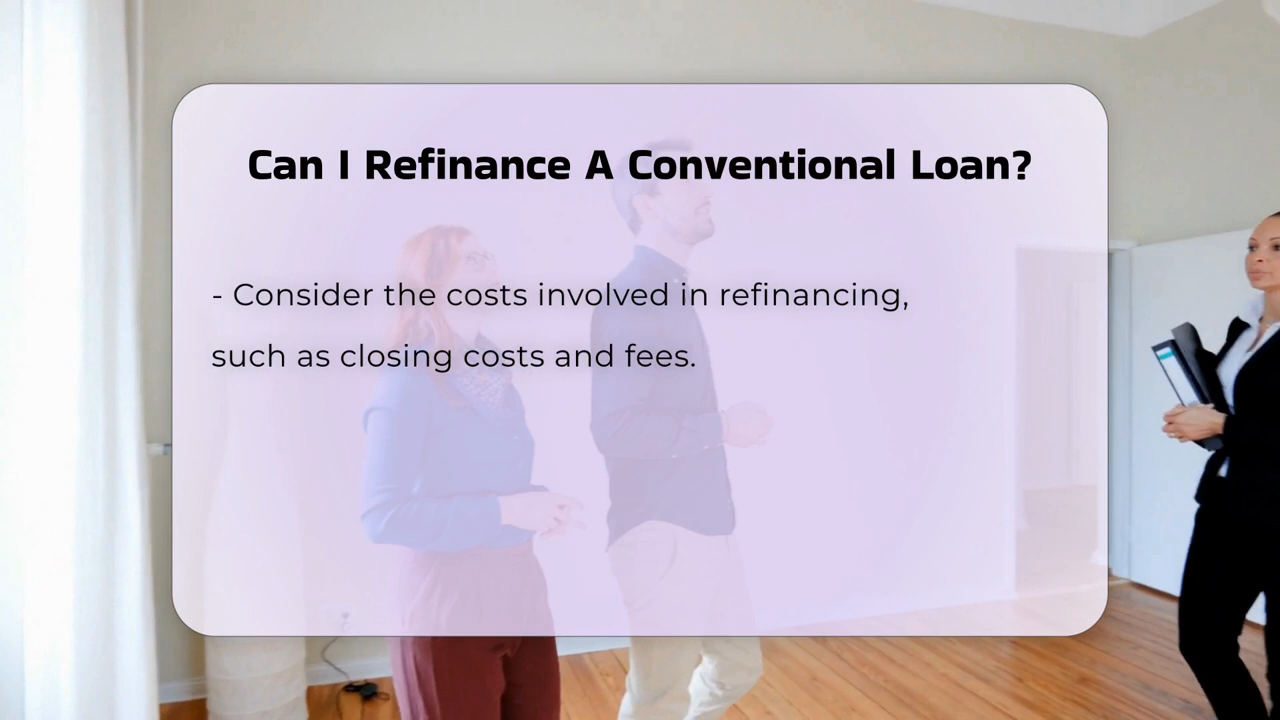 Can I Refinance A Conventional Loan?
- Consider the costs involved in refinancing,
such as closing costs and fees.